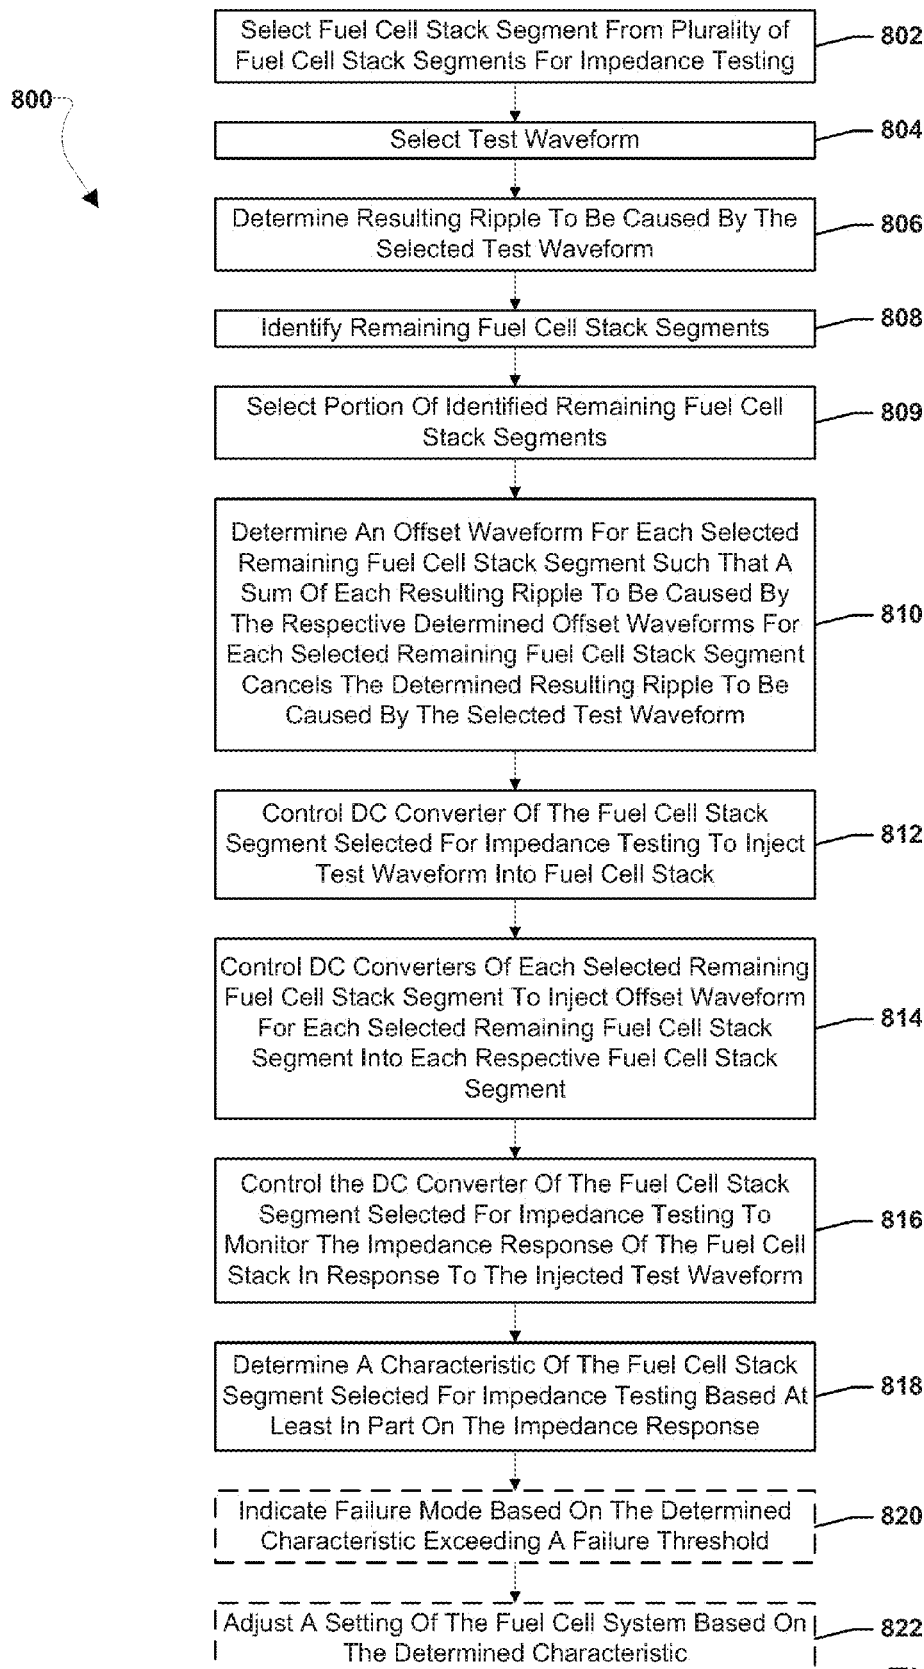 800
Select Fuel Cell Stack Segment From Plurality of
Fuel Cell Stack Segments For Impedance Testing
802
Select Test Waveform
804
Determine Resulting Ripple To Be Caused By The
Selected Test Waveform
806
Identify Remaining Fuel Cell Stack Segments
808
Select Portion Of Identified Remaining Fuel Cell
Stack Segments
809
Determine An Offset Waveform For Each Selected
Remaining Fuel Cell Stack Segment Such That A
Sum Of Each Resulting Ripple To Be Caused By
The Respective Determined Offset Waveforms For
Each Selected Remaining Fuel Cell Stack Segment
Cancels The Determined Resulting Ripple To Be
Caused By The Selected Test Waveform
810
Control DC Converter Of The Fuel Cell Stack
Segment Selected For Impedance Testing To Inject
Test Waveform Into Fuel Cell Stack
812
Control DC Converters Of Each Selected Remaining
Fuel Cell Stack Segment To Inject Offset Waveform
For Each Selected Remaining Fuel Cell Stack
Segment Into Each Respective Fuel Cell Stack
Segment
814
Control the DC Converter Of The Fuel Cell Stack
Segment Selected For Impedance Testing To
Monitor The Impedance Response Of The Fuel Cell
Stack In Response To The Injected Test Waveform
816
Determine A Characteristic Of The Fuel Cell Stack
Segment Selected For Impedance Testing Based At
Least In Part On The Impedance Response
818
Indicate Failure Mode Based On The Determined
Characteristic Exceeding A Failure Threshold
820
Adjust A Setting Of The Fuel Cell System Based On
The Determined Characteristic
822